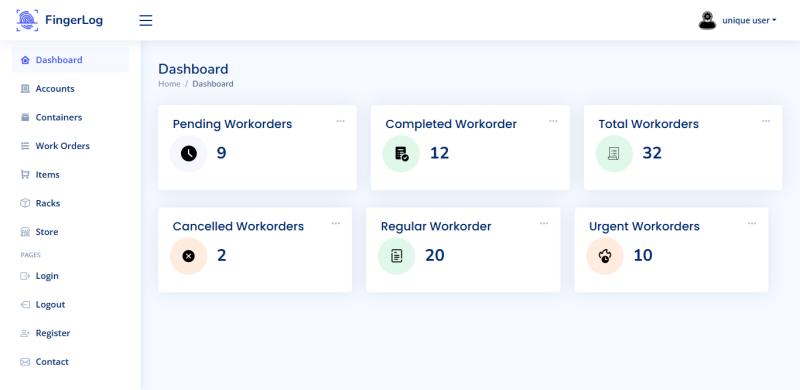 FingerLog
unique user
Dashboard
Accounts
Containers
Work Orders
Items
Racks
Store
PAGES
Login
Logout
Register
Contact
Dashboard
Home / Dashboard
Pending Workorders
9
Completed Workorder
12
Total Workorders
32
Cancelled Workorders
2
Regular Workorder
20
Urgent Workorders
10